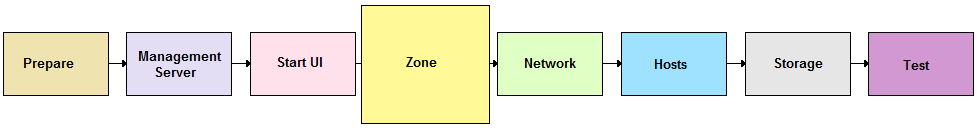 Prepare
Management
Server
Start UI
Zone
Network
Hosts
Storage
Test